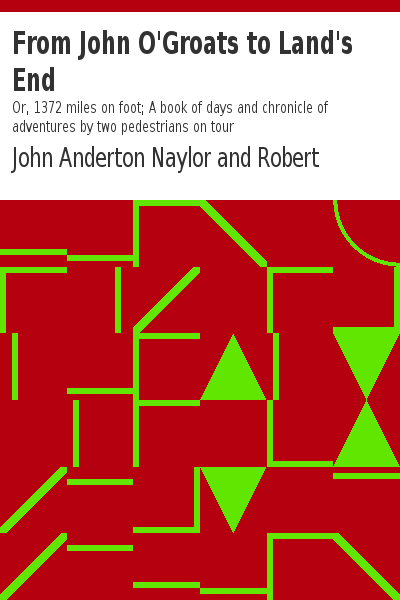 From John O'Groats to Land's
End
Or, 1372 miles on foot; A book of days and chronicle of
adventures by two pedestrians on tour
John Anderton Naylor and Robert